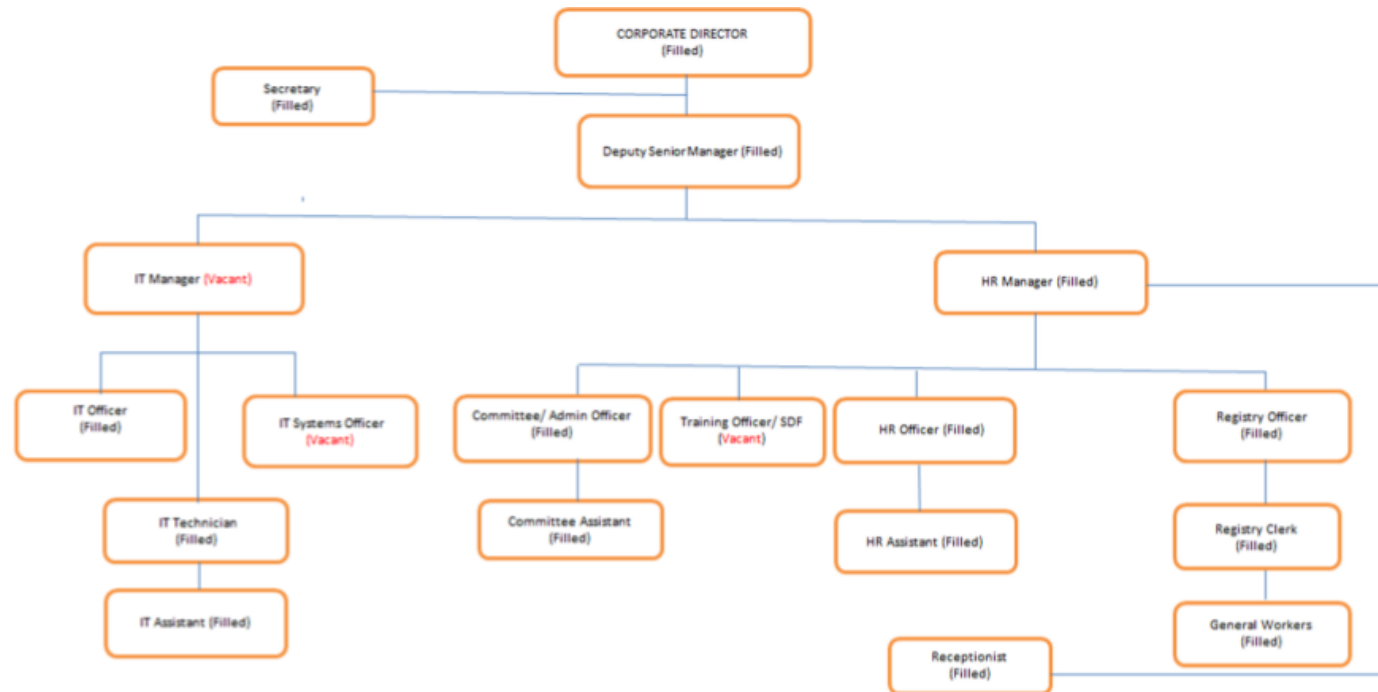 CORPORATE DIRECTOR
(Filled)
Secretary
(Filled)
Deputy Senior Manager (Filled)
IT Manager (Vacant)
HR Manager (Filled)
IT Officer
(Filled)
IT Systems Officer
(Vacant)
Committee/ Admin Officer
(Filled)
Training Officer/ SDF
(Vacant)
HR Officer (Filled)
Registry Officer
(Filled)
IT Technician
(Filled)
Committee Assistant
(Filled)
HR Assistant (Filled)
Registry Clerk
(Filled)
IT Assistant (Filled)
General Workers
(Filled)
Receptionist
(Filled)